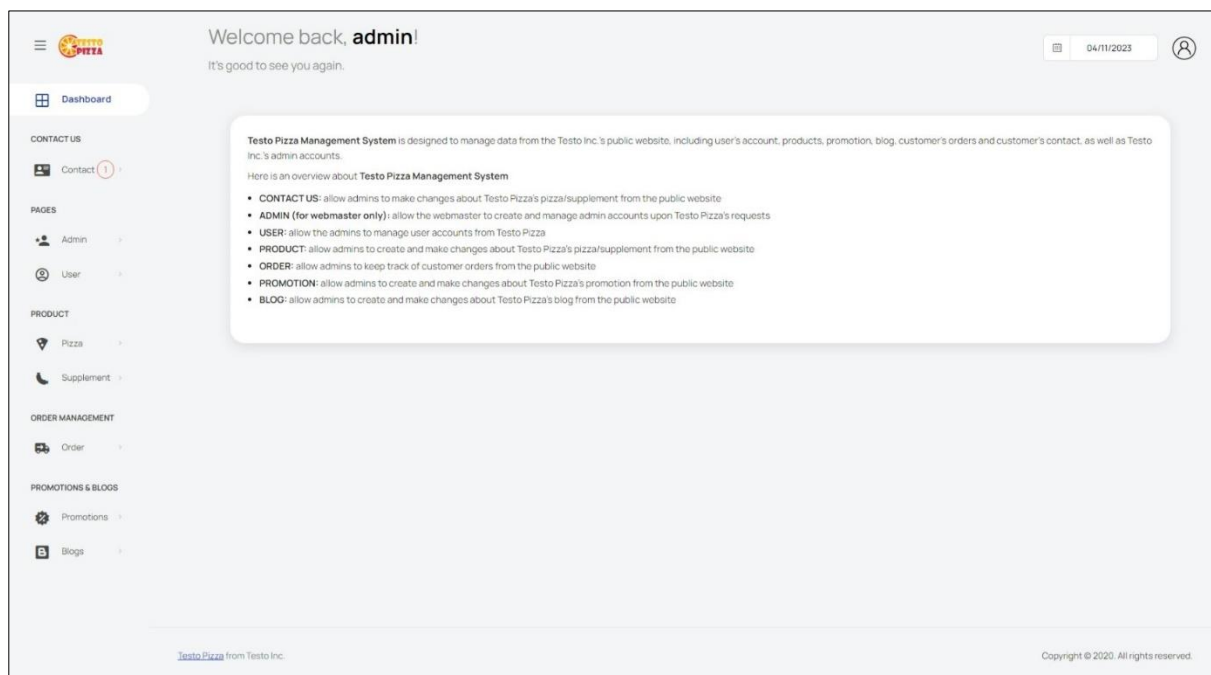 TESTO
PIZZA
Welcome back, admin!
It's good to see you again.
04/11/2023
Dashboard
CONTACT US
Contact 1
PAGES
Admin
User
PRODUCT
Pizza
Supplement
ORDER MANAGEMENT
Order
PROMOTIONS & BLOGS
Promotions
Blogs
Testo Pizza Management System is designed to manage data from the Testo Inc.'s public website, including user's account, products, promotion, blog, customer's orders and customer's contact, as well as Testo
Inc.'s admin accounts.
Here is an overview about Testo Pizza Management System
• CONTACT US: allow admins to make changes about Testo Pizza's pizza/supplement from the public website
• ADMIN (for webmaster only): allow the webmaster to create and manage admin accounts upon Testo Pizza's requests
• USER: allow the admins to manage user accounts from Testo Pizza
• PRODUCT: allow admins to create and make changes about Testo Pizza's pizza/supplement from the public website
• ORDER: allow admins to keep track of customer orders from the public website
• PROMOTION: allow admins to create and make changes about Testo Pizza's promotion from the public website
• BLOG: allow admins to create and make changes about Testo Pizza's blog from the public website
Testo Pizza from Testo Inc.
Copyright © 2020. All rights reserved.